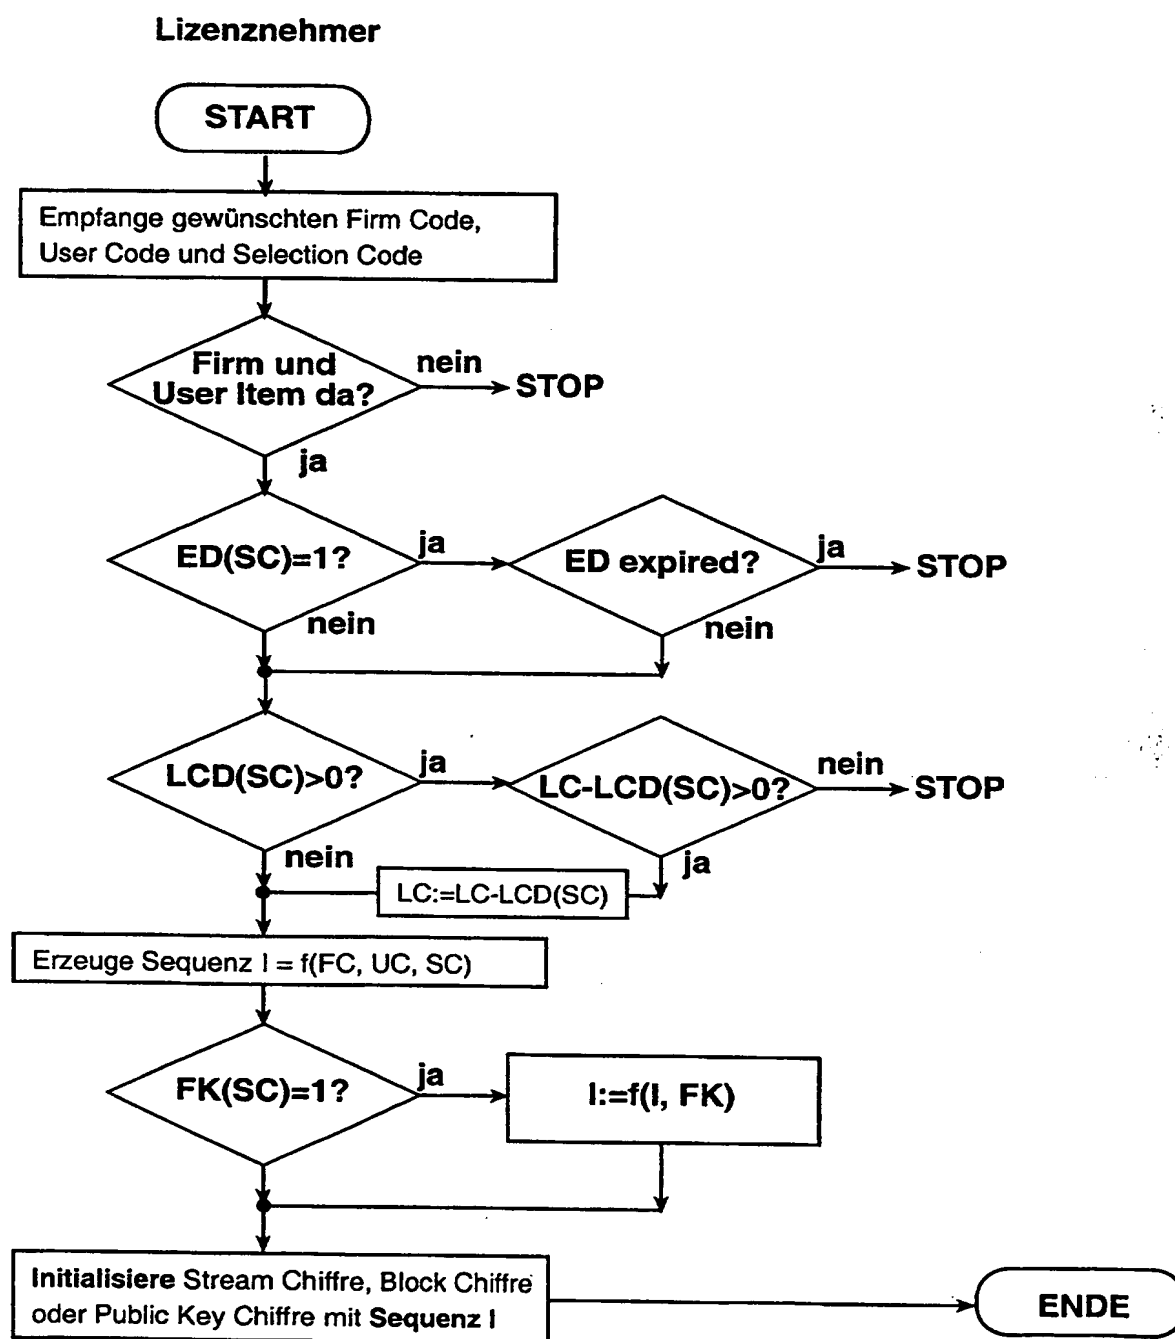 Lizenznehmer
START
Empfange gewünschten Firm Code,
User Code und Selection Code
Firm und
User Item da?
nein
STOP
ja
ED(SC)=1?
ja
ED expired?
ja
STOP
nein
nein
LCD(SC)>0?
ja
LC-LCD(SC)>0?
nein
STOP
nein
ja
LC:=LC-LCD(SC)
Erzeuge Sequenz I = f(FC, UC, SC)
FK(SC)=1?
ja
I:=f(I, FK)
Initialisiere Stream Chiffre, Block Chiffre
oder Public Key Chiffre mit Sequenz I
ENDE